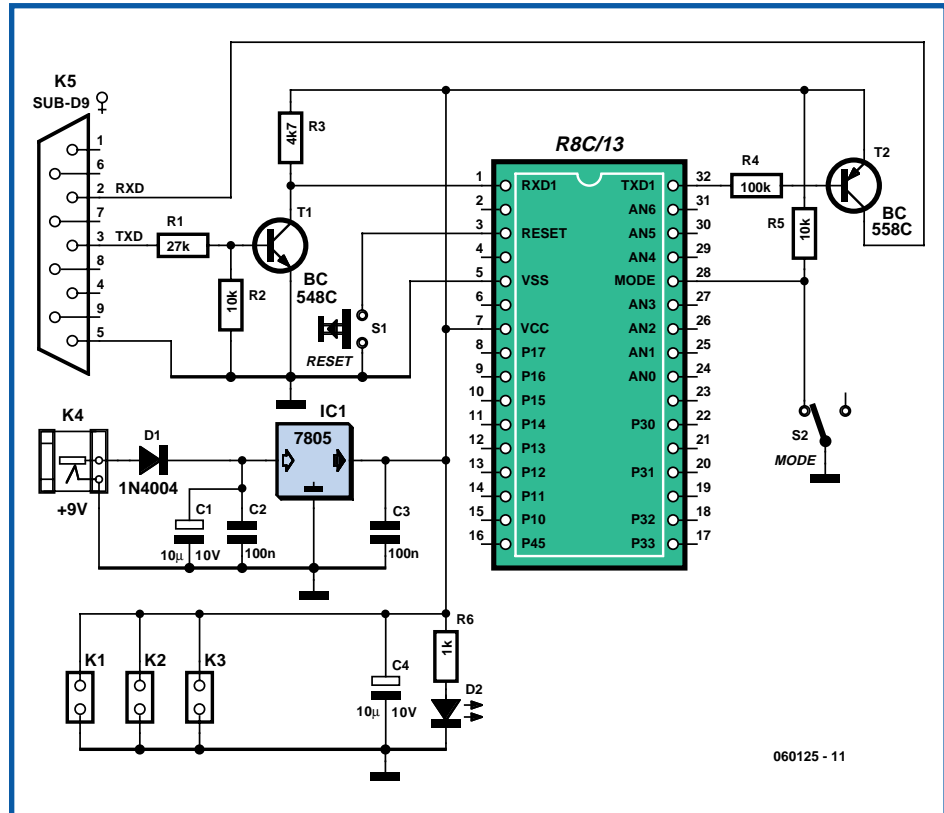 K5
SUB-D9
1
6
2 RXD
7
3 TXD
8
4
9
5
R1
27k
R2
10k
R3
4k7
T1
BC
548C
S1
RESET
R8C/13
1 RXD1
2
3 RESET
4
5 VSS
6
7 VCC
8 P17
9 P16
10 P15
11 P14
12 P13
13 P12
14 P11
15 P10
16 P45
TXD1 32
AN6 31
AN5 30
AN4 29
MODE 28
AN3 27
AN2 26
AN1 25
AN0 24
23
P30 22
21
P31 20
19
P32 18
P33 17
R4
100k
R5
10k
T2
BC
558C
S2
MODE
K4
+9V
D1
1N4004
IC1
7805
C1
10µ 10V
C2
100n
C3
100n
K1
K2
K3
C4
10µ 10V
R6
1k
D2
060125 - 11